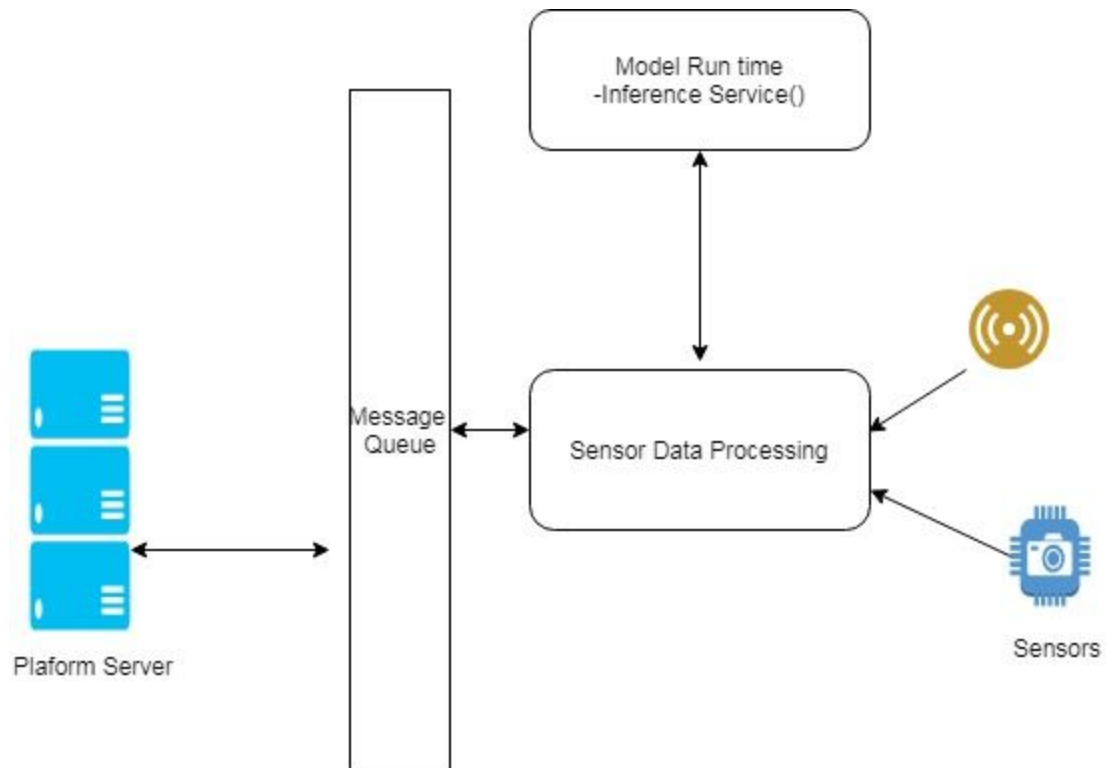 Model Run time
-Inference Service()
Message
Queue
Sensor Data Processing
Plaform Server
Sensors